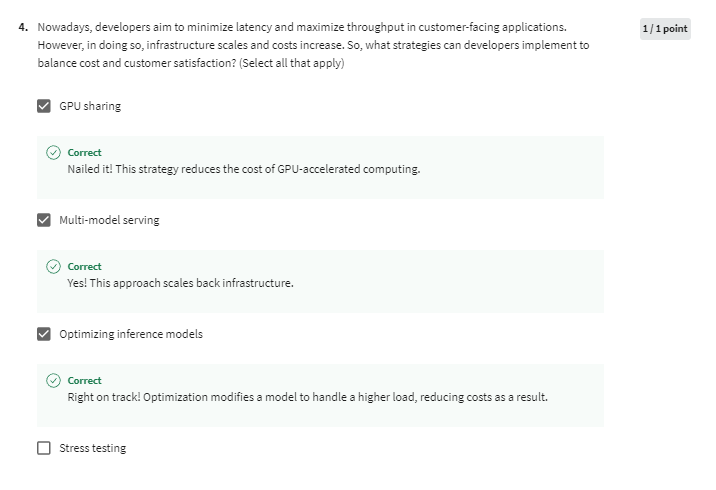 4. Nowadays, developers aim to minimize latency and maximize throughput in customer-facing applications.
1 / 1 point
However, in doing so, infrastructure scales and costs increase. So, what strategies can developers implement to
balance cost and customer satisfaction? (Select all that apply)
GPU sharing
Correct
Nailed it! This strategy reduces the cost of GPU-accelerated computing.
Multi-model serving
Correct
Yes! This approach scales back infrastructure.
Optimizing inference models
Correct
Right on track! Optimization modifies a model to handle a higher load, reducing costs as a result.
Stress testing